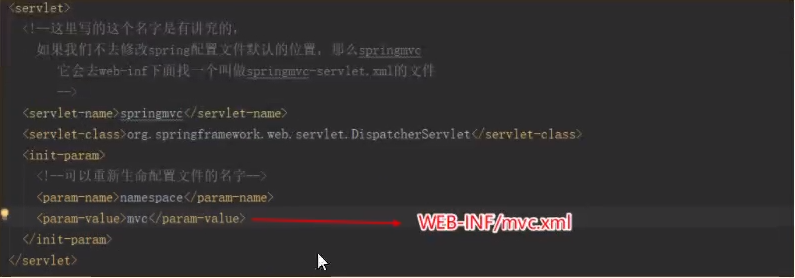 <servlet>
<!--这里写的这个名字是有讲究的,
如果我们不去修改spring配置文件默认的位置, 那么springmvc
它会去web-inf下面找一个叫做springmvc-servlet.xml的文件
-->
<servlet-name>springmvc</servlet-name>
<servlet-class>org.springframework.web.servlet.DispatcherServlet</servlet-class>
<init-param>
<!--可以重新生命配置文件的名字-->
<param-name>namespace</param-name>
<param-value>mvc</param-value> WEB-INF/mvc.xml
</init-param>
</servlet>